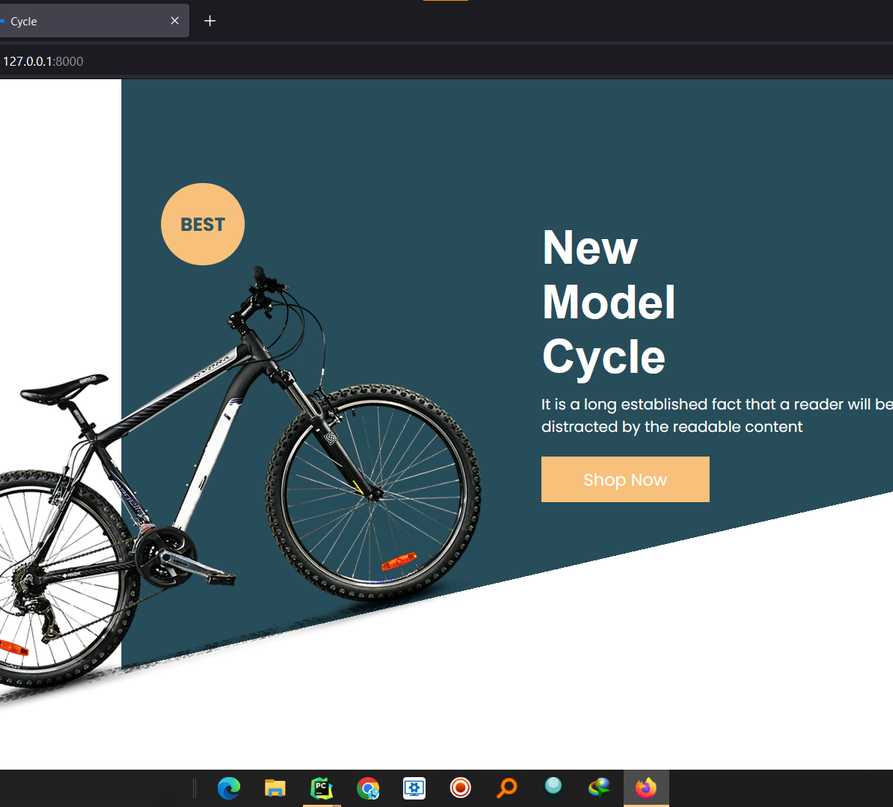 Cycle
127.0.0.1:8000
BEST
New
Model
Cycle
It is a long established fact that a reader will be
distracted by the readable content
Shop Now
PC